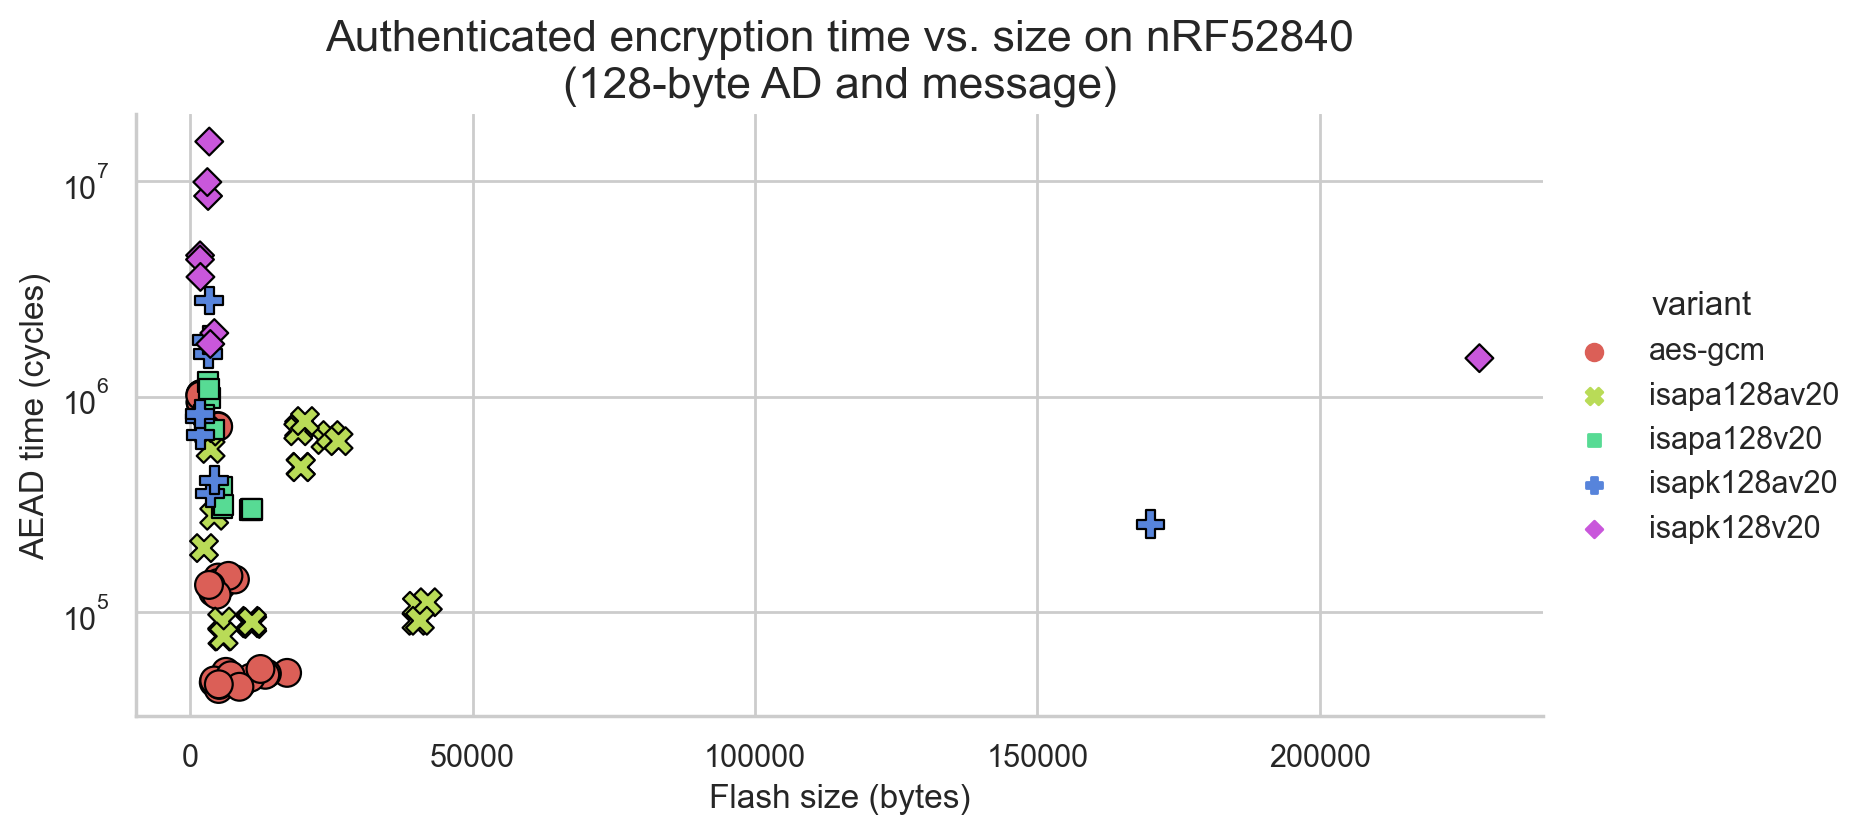 Authenticated encryption time vs. size on nRF52840
(128-byte AD and message)
10^7
10^6
10^5
AEAD time (cycles)
0 50000 100000 150000 200000
Flash size (bytes)
variant
aes-gcm
isapa128av20
isapa128v20
isapk128av20
isapk128v20